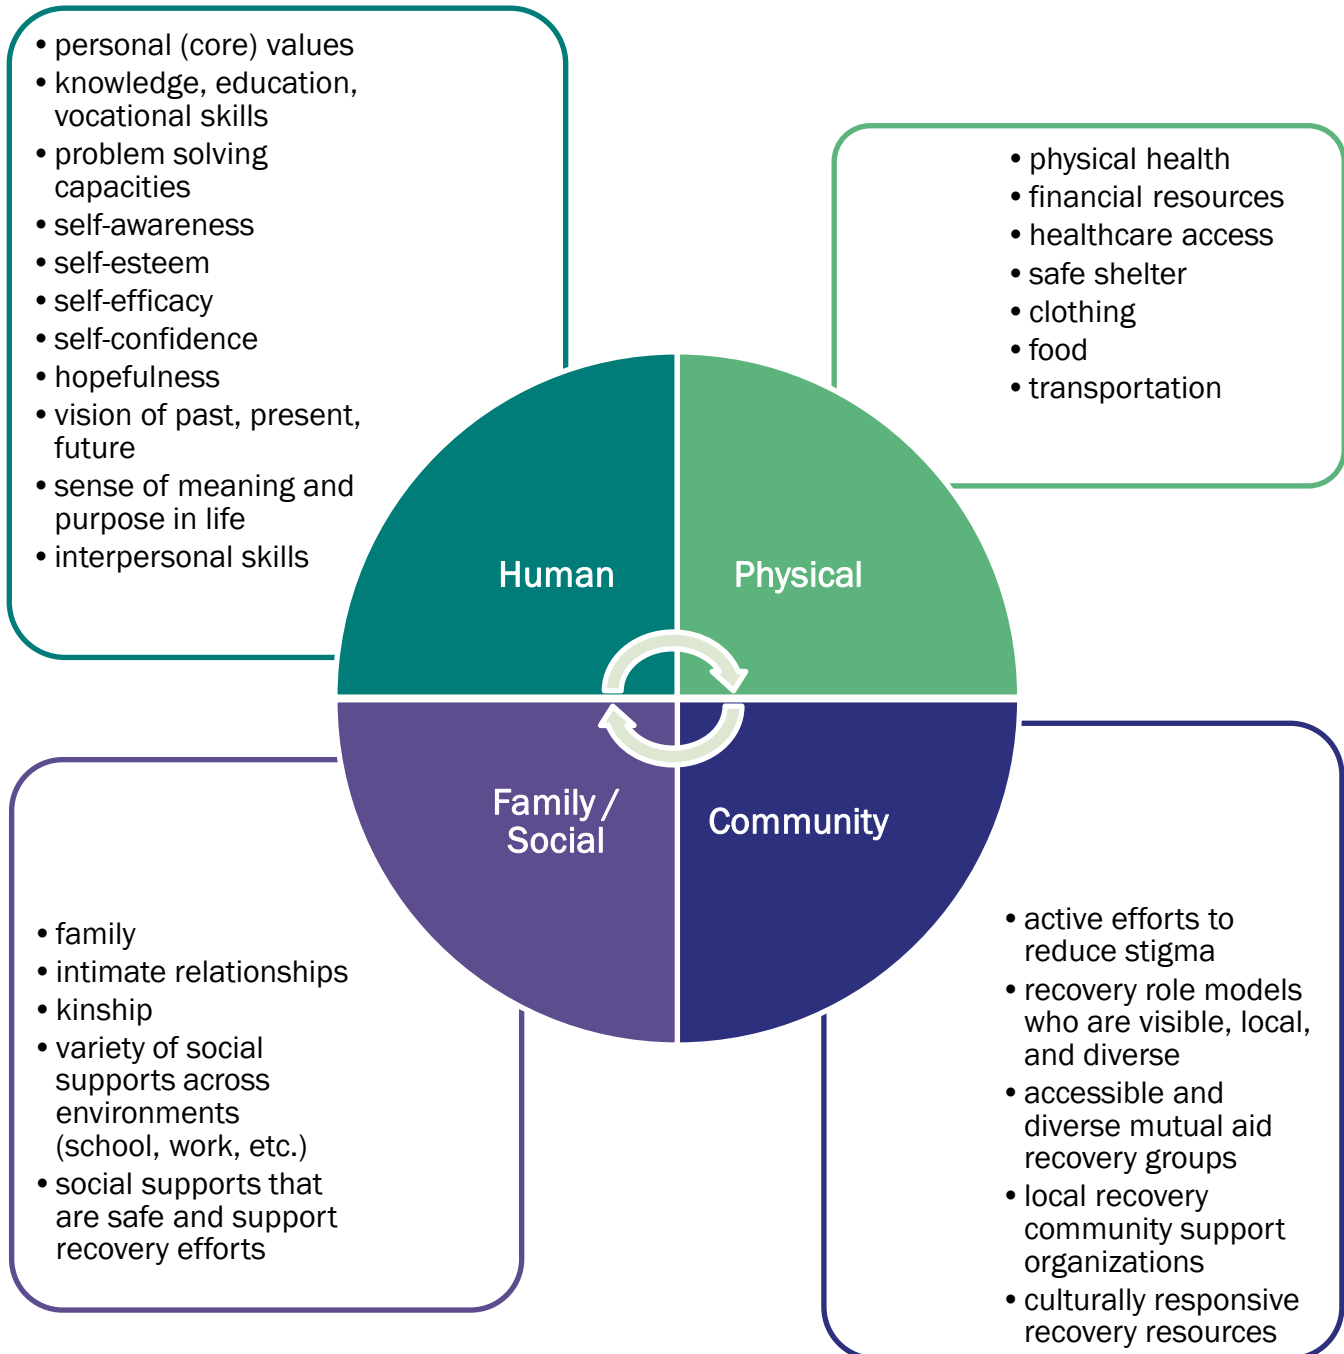 • personal (core) values
• knowledge, education,
vocational skills
• problem solving
capacities
• self-awareness
• self-esteem
• self-efficacy
• self-confidence
• hopefulness
• vision of past, present,
future
• sense of meaning and
purpose in life
• interpersonal skills
• physical health
• financial resources
• healthcare access
• safe shelter
• clothing
• food
• transportation
Human
Physical
Family /
Social
Community
• family
• intimate relationships
• kinship
• variety of social
supports across
environments
(school, work, etc.)
• social supports that
are safe and support
recovery efforts
• active efforts to
reduce stigma
• recovery role models
who are visible, local,
and diverse
• accessible and
diverse mutual aid
recovery groups
• local recovery
community support
organizations
• culturally responsive
recovery resources